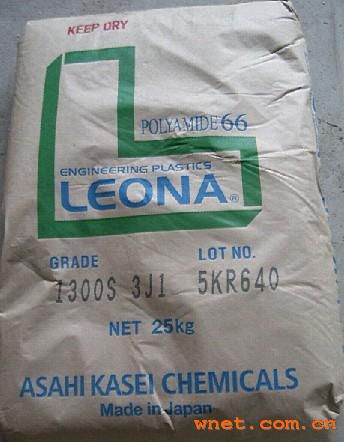 KEEP DRY
POLYAMIDE 66
ENGINEERING PLASTICS
LEONA®
GRADE LOT NO.
1300S 3J1 5KR640
NET 25kg
ASAHI KASEI CHEMICALS
Made in Japan
wnet.com.cn